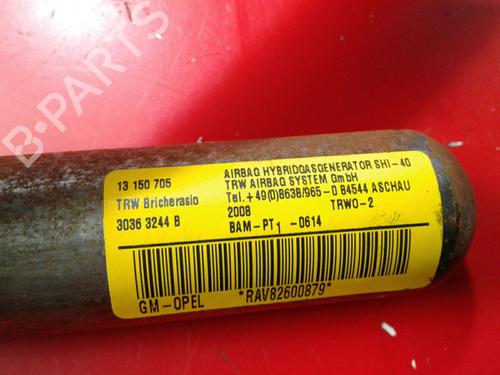 13 150 705
TRW Bricherasio
3036 3244 B
AIRBAG HYBRIDGASGENERATOR SHI-40
TRW AIRBAG SYSTEM GmbH
Tel.+49(0)8638/965-0 84544 ASCHAU
2008 TRWO-2
BAM-PT1 -0614
GM-OPEL *RAV82600879*